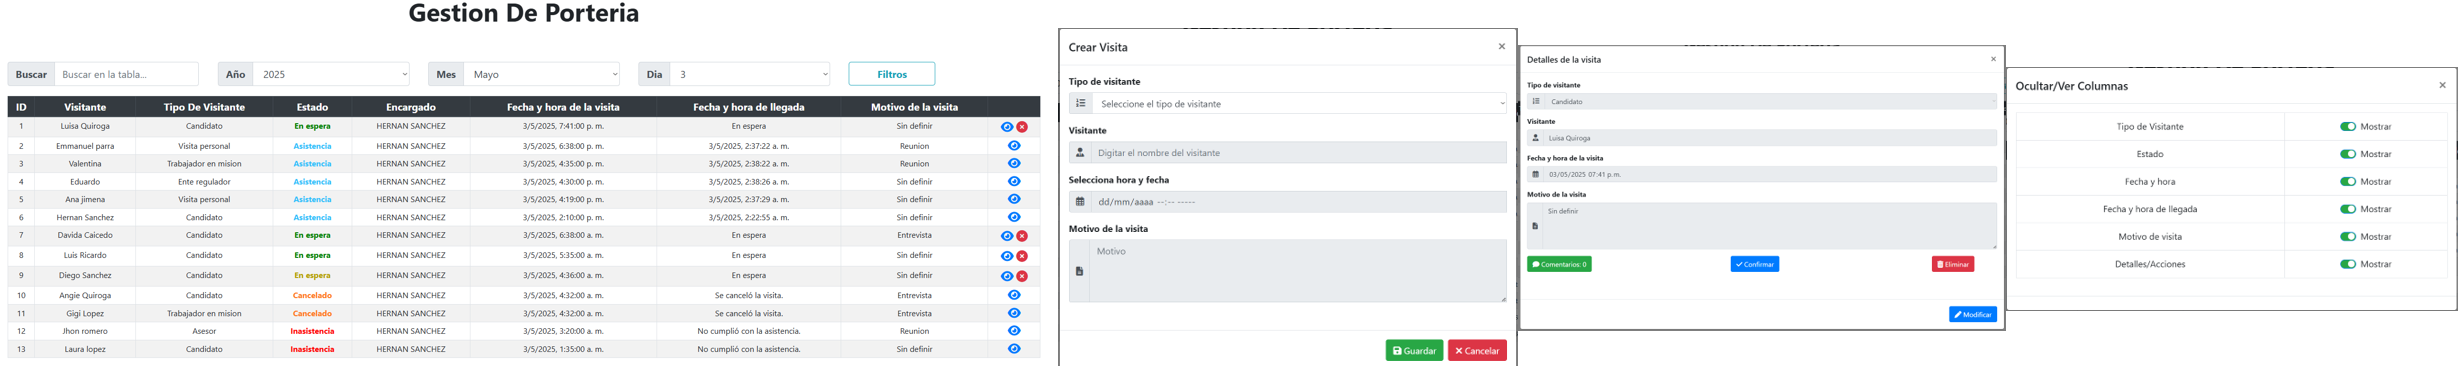 Gestion De Porteria
Buscar Buscar en la tabla... Año 2025 Mes Mayo Dia 3 Filtros
ID Visitante Tipo De Visitante Estado Encargado Fecha y hora de la visita Fecha y hora de llegada Motivo de la visita
1 Luisa Quiroga Candidato En espera HERNAN SANCHEZ 3/5/2025, 7:41:00 p. m. En espera Sin definir
2 Emmanuel parra Visita personal Asistencia HERNAN SANCHEZ 3/5/2025, 6:38:00 p. m. 3/5/2025, 2:37:22 a. m. Reunion
3 Valentina Trabajador en mision Asistencia HERNAN SANCHEZ 3/5/2025, 4:35:00 p. m. 3/5/2025, 2:38:22 a. m. Reunion
4 Eduardo Ente regulador Asistencia HERNAN SANCHEZ 3/5/2025, 4:30:00 p. m. 3/5/2025, 2:38:26 a. m. Sin definir
5 Ana jimena Visita personal Asistencia HERNAN SANCHEZ 3/5/2025, 4:19:00 p. m. 3/5/2025, 2:37:29 a. m. Sin definir
6 Hernan Sanchez Candidato Asistencia HERNAN SANCHEZ 3/5/2025, 2:10:00 p. m. 3/5/2025, 2:22:55 a. m. Sin definir
7 Davida Caicedo Candidato En espera HERNAN SANCHEZ 3/5/2025, 6:38:00 a. m. En espera Entrevista
8 Luis Ricardo Candidato En espera HERNAN SANCHEZ 3/5/2025, 5:35:00 a. m. En espera Sin definir
9 Diego Sanchez Candidato En espera HERNAN SANCHEZ 3/5/2025, 4:36:00 a. m. En espera Sin definir
10 Angie Quiroga Candidato Cancelado HERNAN SANCHEZ 3/5/2025, 4:32:00 a. m. Se canceló la visita. Entrevista
11 Gigi Lopez Trabajador en mision Cancelado HERNAN SANCHEZ 3/5/2025, 4:32:00 a. m. Se canceló la visita. Entrevista
12 Jhon romero Asesor Inasistencia HERNAN SANCHEZ 3/5/2025, 3:20:00 a. m. No cumplió con la asistencia. Reunion
13 Laura lopez Candidato Inasistencia HERNAN SANCHEZ 3/5/2025, 1:35:00 a. m. No cumplió con la asistencia. Sin definir
Crear Visita ×
Tipo de visitante
Seleccione el tipo de visitante
Visitante
Digitar el nombre del visitante
Selecciona hora y fecha
dd/mm/aaaa --:-- -----
Motivo de la visita
Motivo
Guardar × Cancelar
Detalles de la visita ×
Tipo de visitante
Candidato
Visitante
Luisa Quiroga
Fecha y hora de la visita
03/05/2025 07:41 p.m.
Motivo de la visita
Sin definir
Comentarios: 0 Confirmar Eliminar
Modificar
Ocultar/Ver Columnas ×
Tipo de Visitante Mostrar
Estado Mostrar
Fecha y hora Mostrar
Fecha y hora de llegada Mostrar
Motivo de visita Mostrar
Detalles/Acciones Mostrar